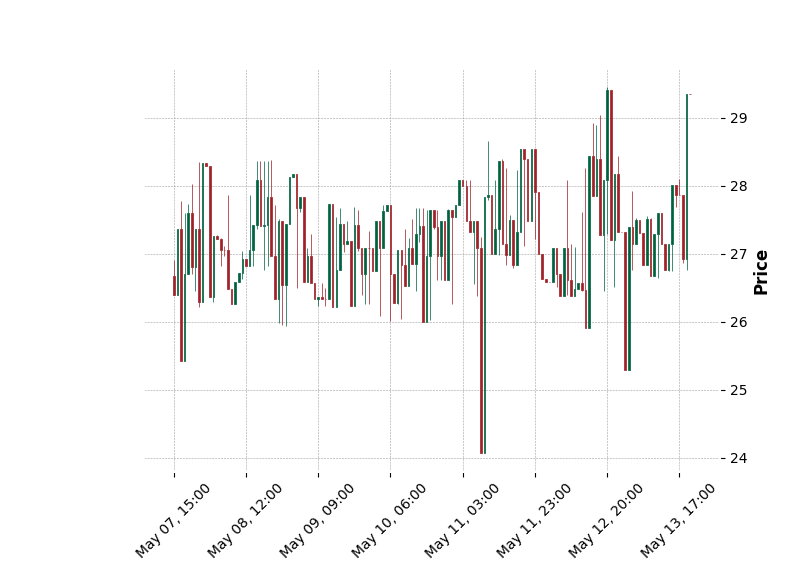 29
28
27
26
25
24
Price
May 07, 15:00
May 08, 12:00
May 09, 09:00
May 10, 06:00
May 11, 03:00
May 11, 23:00
May 12, 20:00
May 13, 17:00